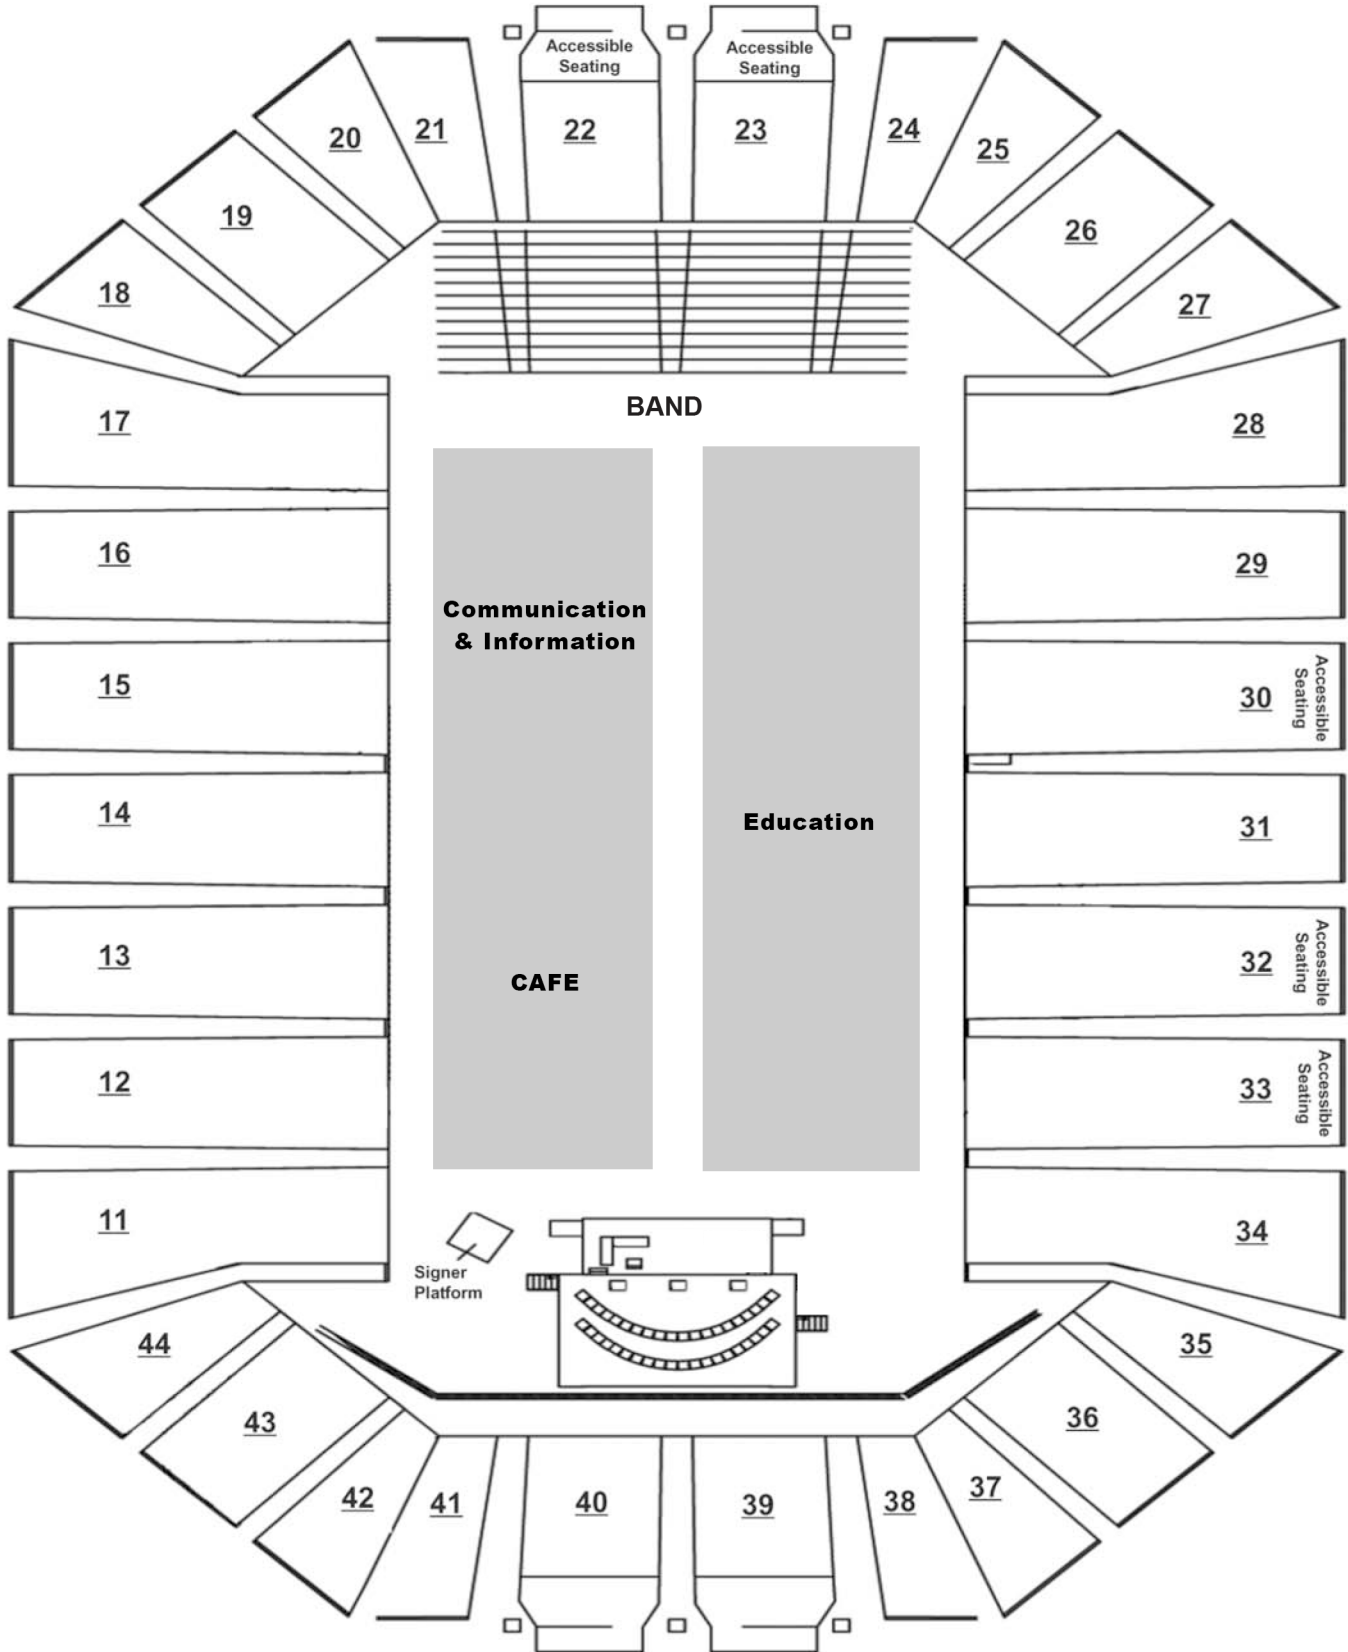 Accessible
Seating
Accessible
Seating
20
21
22
23
24
25
19
26
18
27
BAND
17
28
16
29
Communication
& Information
15
30
Accessible
Seating
14
31
Education
13
CAFE
32
Accessible
Seating
12
33
Accessible
Seating
11
34
Signer
Platform
44
35
43
36
42
41
40
39
38
37